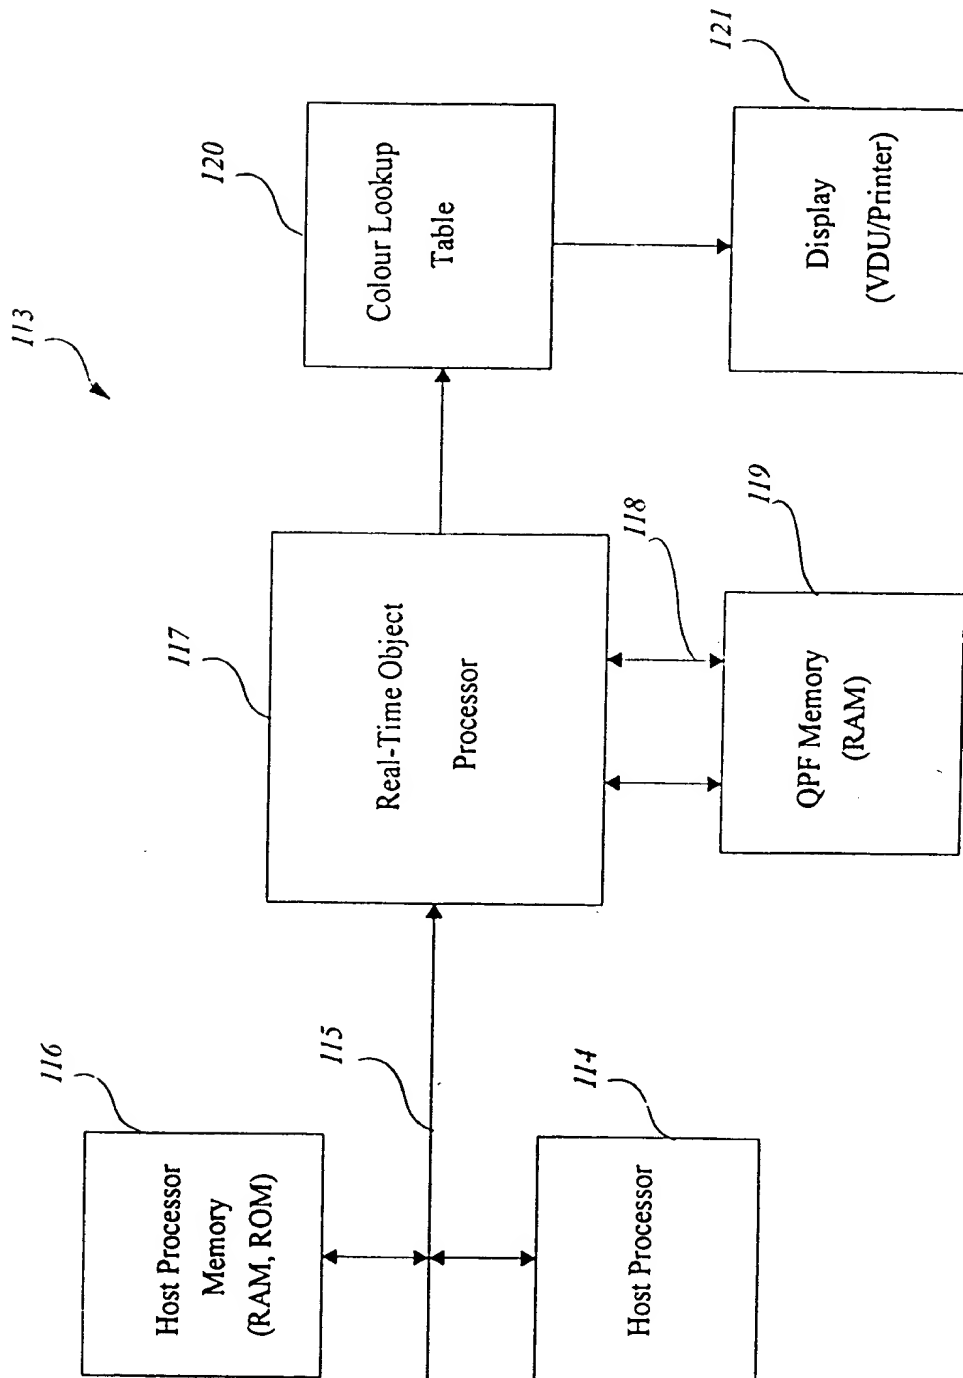 113
116
Host Processor
Memory
(RAM, ROM)
115
114
Host Processor
117
Real-Time Object
Processor
118
119
QPF Memory
(RAM)
120
Colour Lookup
Table
121
Display
(VDU/Printer)